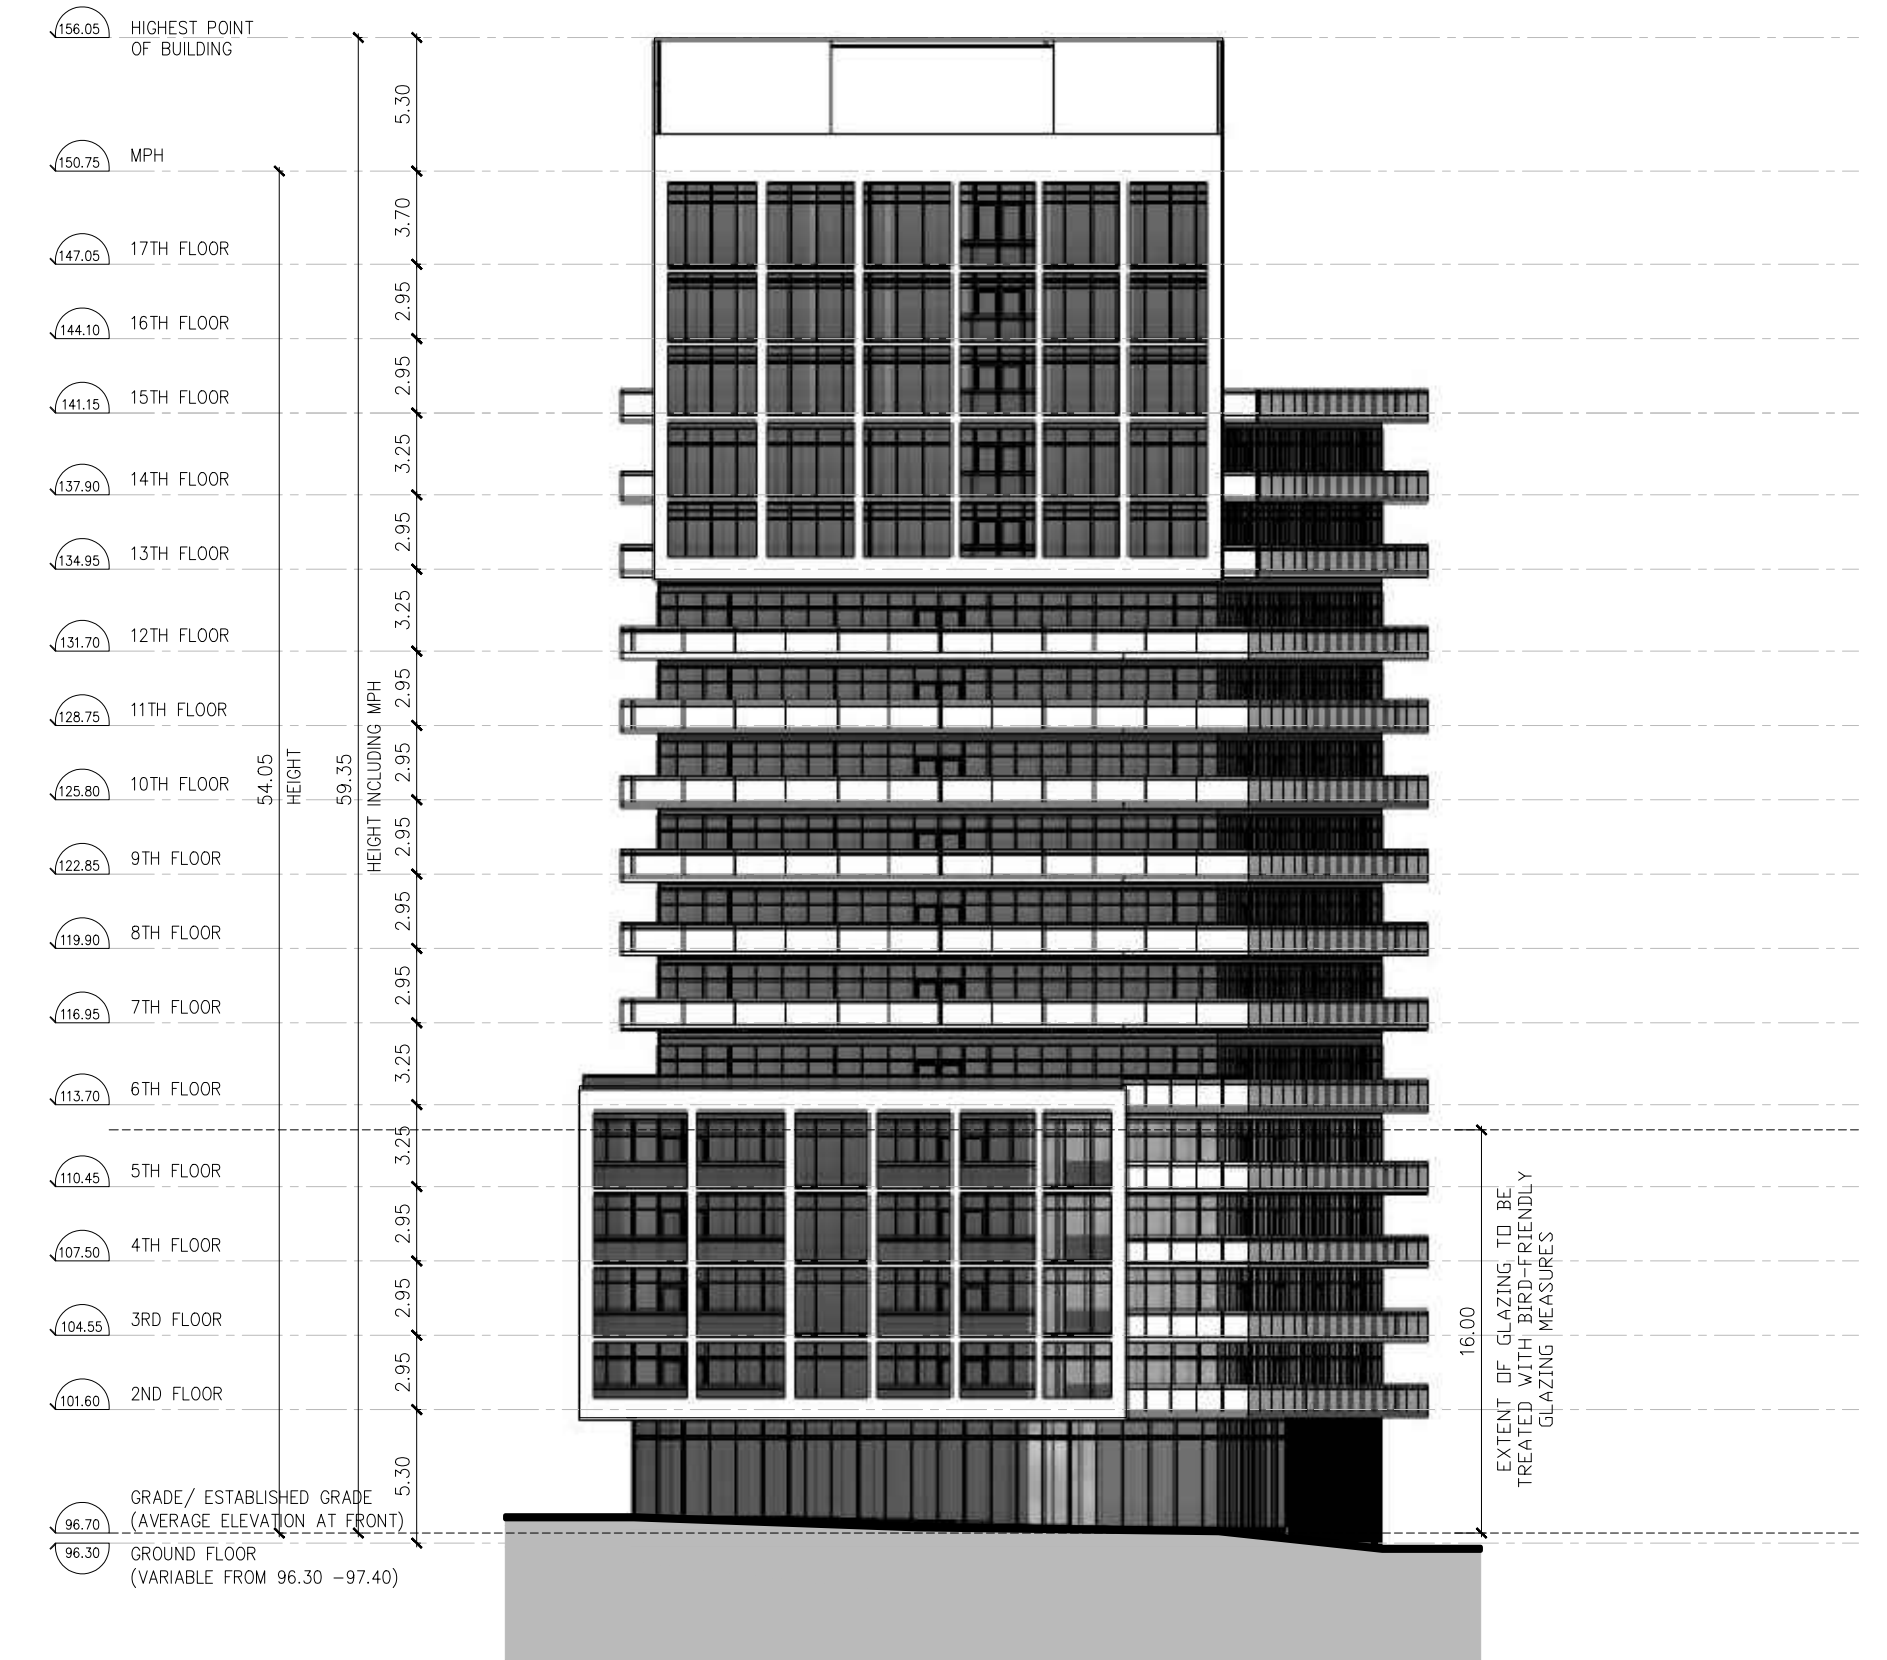 156.05 HIGHEST POINT
OF BUILDING
5.30
150.75 MPH
3.70
147.05 17TH FLOOR
2.95
144.10 16TH FLOOR
2.95
141.15 15TH FLOOR
3.25
137.90 14TH FLOOR
2.95
134.95 13TH FLOOR
3.25
131.70 12TH FLOOR
2.95
128.75 11TH FLOOR
2.95
125.80 10TH FLOOR
2.95
122.85 9TH FLOOR
2.95
119.90 8TH FLOOR
2.95
116.95 7TH FLOOR
3.25
113.70 6TH FLOOR
3.25
110.45 5TH FLOOR
2.95
107.50 4TH FLOOR
2.95
104.55 3RD FLOOR
2.95
101.60 2ND FLOOR
5.30
96.70 GRADE/ ESTABLISHED GRADE
(AVERAGE ELEVATION AT FRONT)
96.30 GROUND FLOOR
(VARIABLE FROM 96.30 -97.40)
54.05
HEIGHT
59.35
HEIGHT INCLUDING MPH
16.00
EXTENT OF GLAZING TO BE
TREATED WITH BIRD-FRIENDLY
GLAZING MEASURES